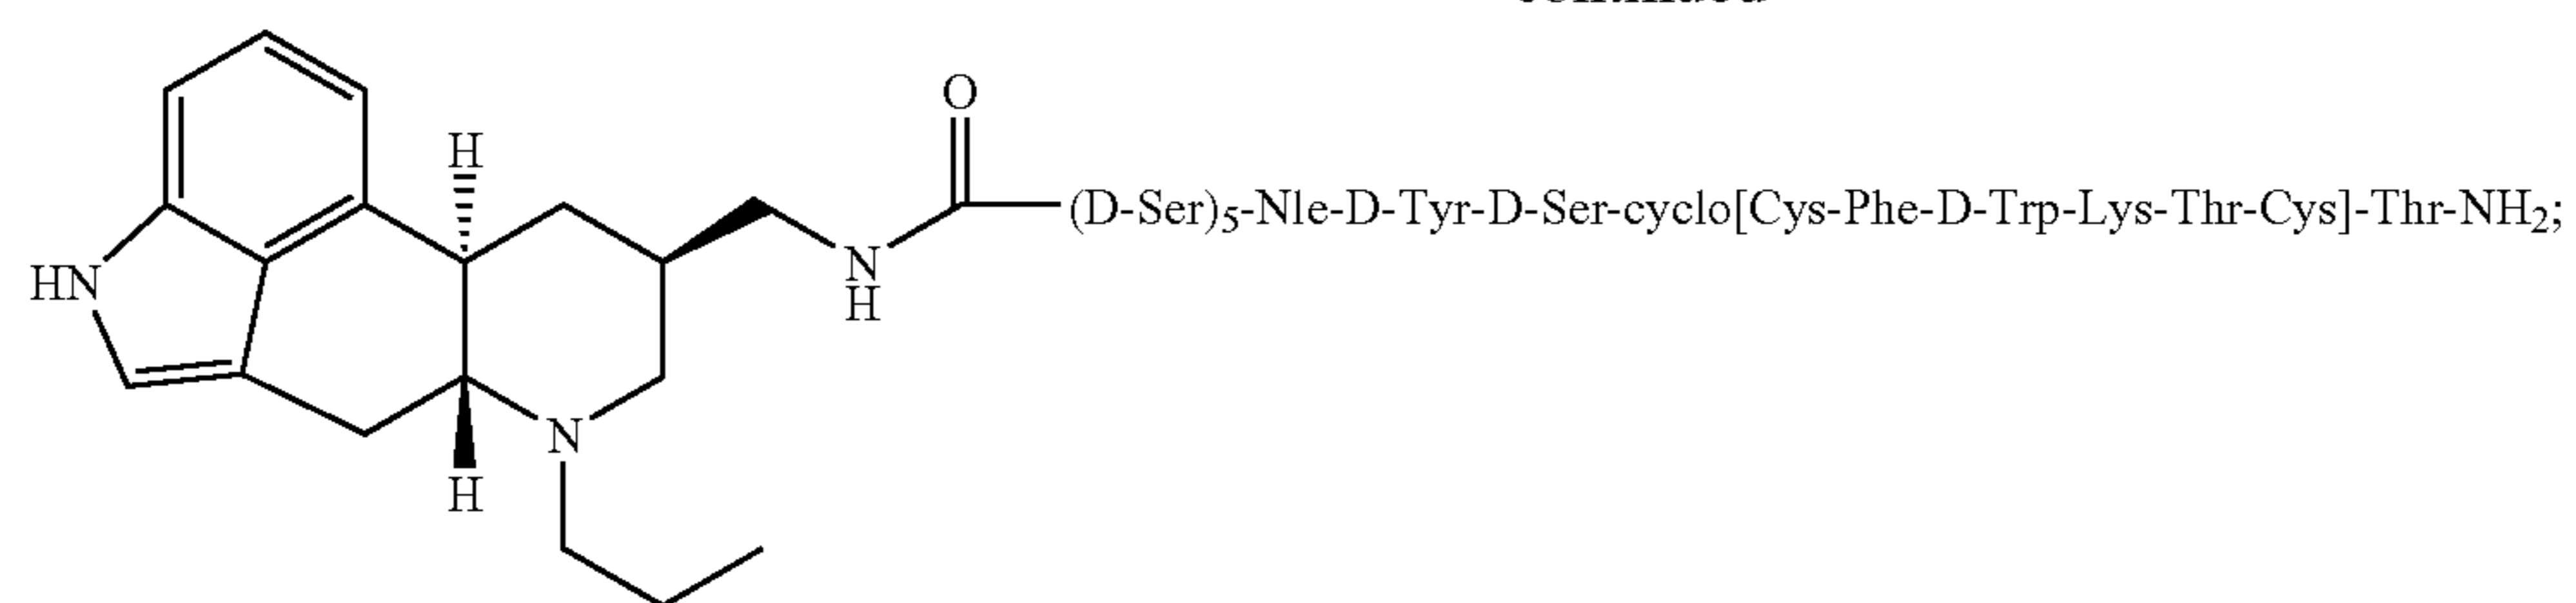 O
H
(D-Ser)5-Nle-D-Tyr-D-Ser-cyclo[Cys-Phe-D-Trp-Lys-Thr-Cys]-Thr-NH2;
HN
N
H
N
H